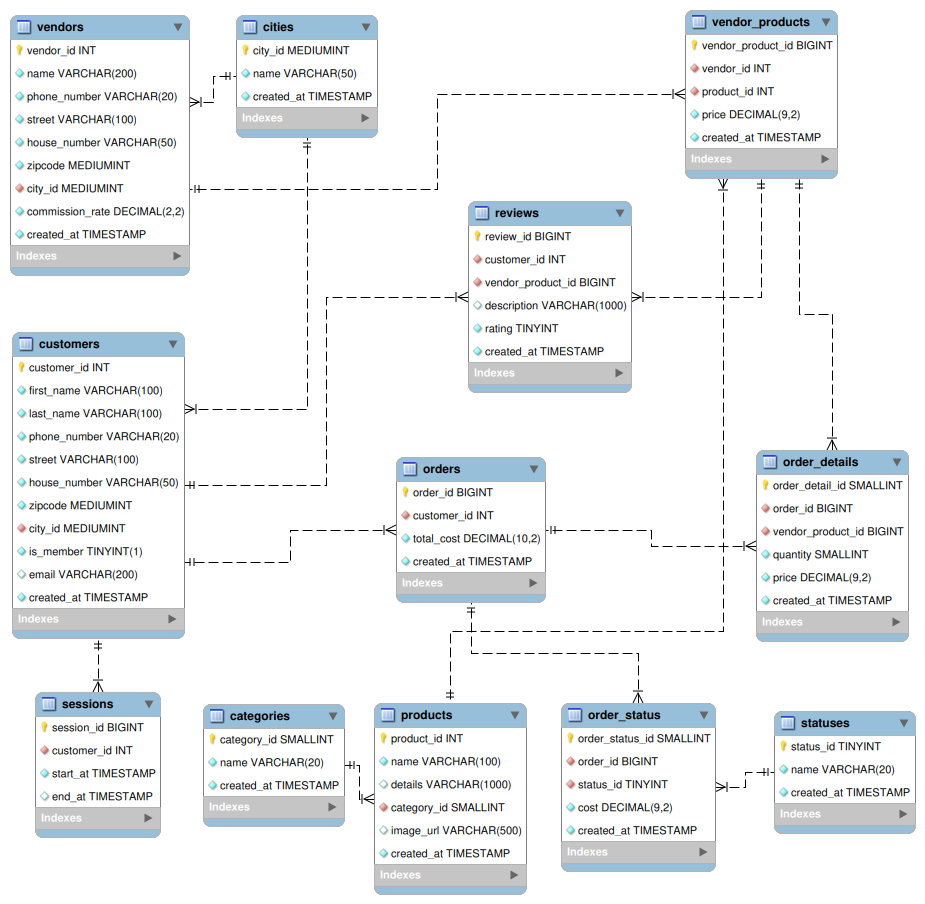 vendors
vendor_id INT
name VARCHAR(200)
phone_number VARCHAR(20)
street VARCHAR(100)
house_number VARCHAR(50)
zipcode MEDIUMINT
city_id MEDIUMINT
commission_rate DECIMAL(2,2)
created_at TIMESTAMP
Indexes
cities
city_id MEDIUMINT
name VARCHAR(50)
created_at TIMESTAMP
Indexes
vendor_products
vendor_product_id BIGINT
vendor_id INT
product_id INT
price DECIMAL(9,2)
created_at TIMESTAMP
Indexes
reviews
review_id BIGINT
customer_id INT
vendor_product_id BIGINT
description VARCHAR(1000)
rating TINYINT
created_at TIMESTAMP
Indexes
customers
customer_id INT
first_name VARCHAR(100)
last_name VARCHAR(100)
phone_number VARCHAR(20)
street VARCHAR(100)
house_number VARCHAR(50)
zipcode MEDIUMINT
city_id MEDIUMINT
is_member TINYINT(1)
email VARCHAR(200)
created_at TIMESTAMP
Indexes
orders
order_id BIGINT
customer_id INT
total_cost DECIMAL(10,2)
created_at TIMESTAMP
Indexes
order_details
order_detail_id SMALLINT
order_id BIGINT
vendor_product_id BIGINT
quantity SMALLINT
price DECIMAL(9,2)
created_at TIMESTAMP
Indexes
sessions
session_id BIGINT
customer_id INT
start_at TIMESTAMP
end_at TIMESTAMP
Indexes
categories
category_id SMALLINT
name VARCHAR(20)
created_at TIMESTAMP
Indexes
products
product_id INT
name VARCHAR(100)
details VARCHAR(1000)
category_id SMALLINT
image_url VARCHAR(500)
created_at TIMESTAMP
Indexes
order_status
order_status_id SMALLINT
order_id BIGINT
status_id TINYINT
cost DECIMAL(9,2)
created_at TIMESTAMP
Indexes
statuses
status_id TINYINT
name VARCHAR(20)
created_at TIMESTAMP
Indexes